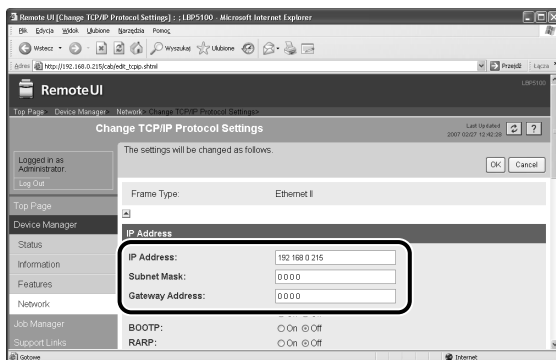 Remote UI [Change TCP/IP Protocol Settings] : ; LBP5100 - Microsoft Internet Explorer
Plik Edycja Widok Ulubione Narzędzia Pomoc
Wstecz Wyszukaj Ulubione
Adres http://192.168.0.215/cab/edit_tcpip.shtml Przejdź Łącza
Remote UI LBP5100
Top Page> Device Manager> Network> Change TCP/IP Protocol Settings>
Change TCP/IP Protocol Settings Last Updated
2007 02/27 12:42:28 ?
The settings will be changed as follows.
OK Cancel
Logged in as
Administrator.
Log Out
Frame Type: Ethernet II
Top Page
Device Manager
IP Address
Status
IP Address: 192 168 0 215
Information
Subnet Mask: 0 0 0 0
Features
Gateway Address: 0 0 0 0
Network
Job Manager
BOOTP: On Off
Support Links
RARP: On Off
Gotowe Internet